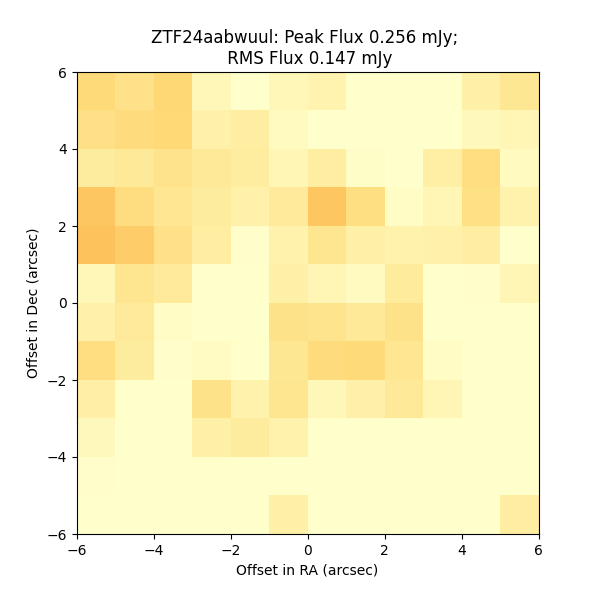 ZTF24aabwuul: Peak Flux 0.256 mJy;
RMS Flux 0.147 mJy
6
4
2
0
−2
−4
−6
Offset in Dec (arcsec)
−6 −4 −2 0 2 4 6
Offset in RA (arcsec)